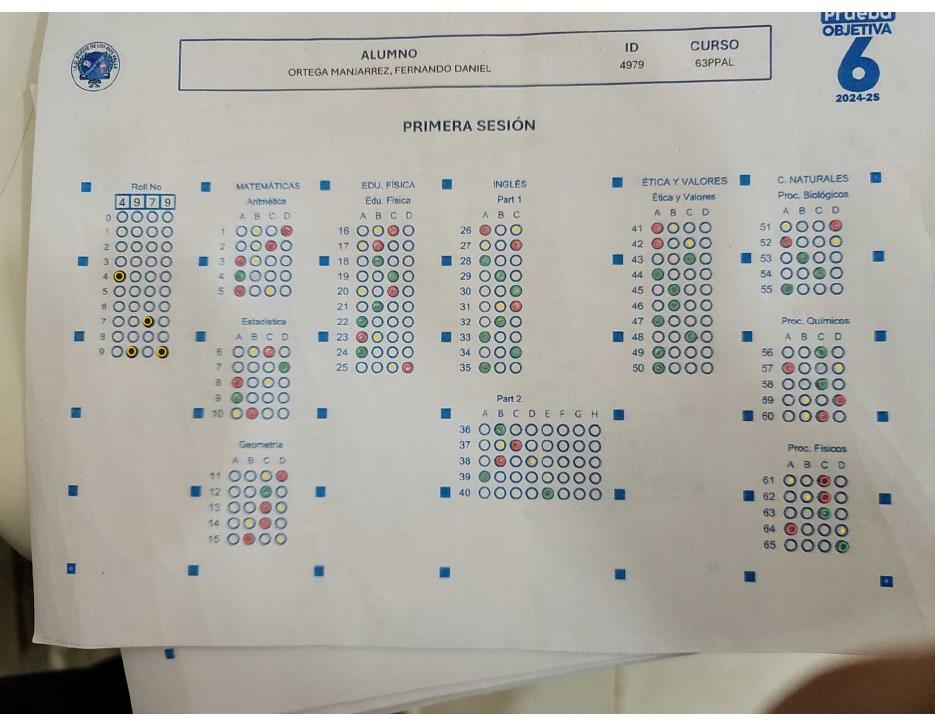 Prueba
OBJETIVA
6
2024-2S
ALUMNO
ORTEGA MANJARREZ, FERNANDO DANIEL
ID
4979
CURSO
63PPAL
PRIMERA SESIÓN
Roll No
4 9 7 9
0
1
2
3
4
5
6
7
8
9
MATEMÁTICAS
Aritmética
A B C D
1
2
3
4
5
Estadística
A B C D
6
7
8
9
10
Geometría
A B C D
11
12
13
14
15
EDU. FÍSICA
Edu. Física
A B C D
16
17
18
19
20
21
22
23
24
25
INGLÉS
Part 1
A B C
26
27
28
29
30
31
32
33
34
35
Part 2
A B C D E F G H
36
37
38
39
40
ÉTICA Y VALORES
Ética y Valores
A B C D
41
42
43
44
45
46
47
48
49
50
C. NATURALES
Proc. Biológicos
A B C D
51
52
53
54
55
Proc. Químicos
A B C D
56
57
58
59
60
Proc. Físicos
A B C D
61
62
63
64
65